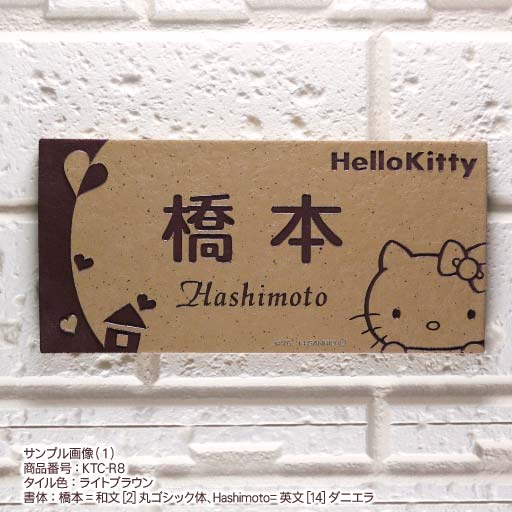 HelloKitty
橋本
Hashimoto
サンプル画像(1)
商品番号:KTC-R8
タイル色:ライトブラウン
書体:橋本=和文[2]丸ゴシック体、Hashimoto=英文[14]ダニエラ